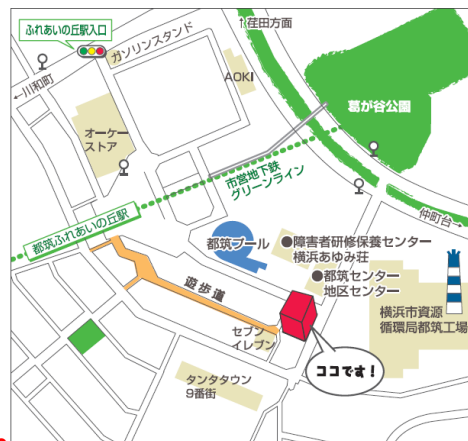 ふれあいの丘駅入口
ガソリンスタンド
↑荏田方面
AOKI
葛が谷公園
←川和町
オーケー
ストア
市営地下鉄
グリーンライン
都筑ふれあいの丘駅
仲町台→
都筑プール
●障害者研修保養センター
横浜あゆみ荘
●都筑センター
地区センター
遊歩道
横浜市資源
循環局都筑工場
セブン
イレブン
ココです!
タンタタウン
9番街